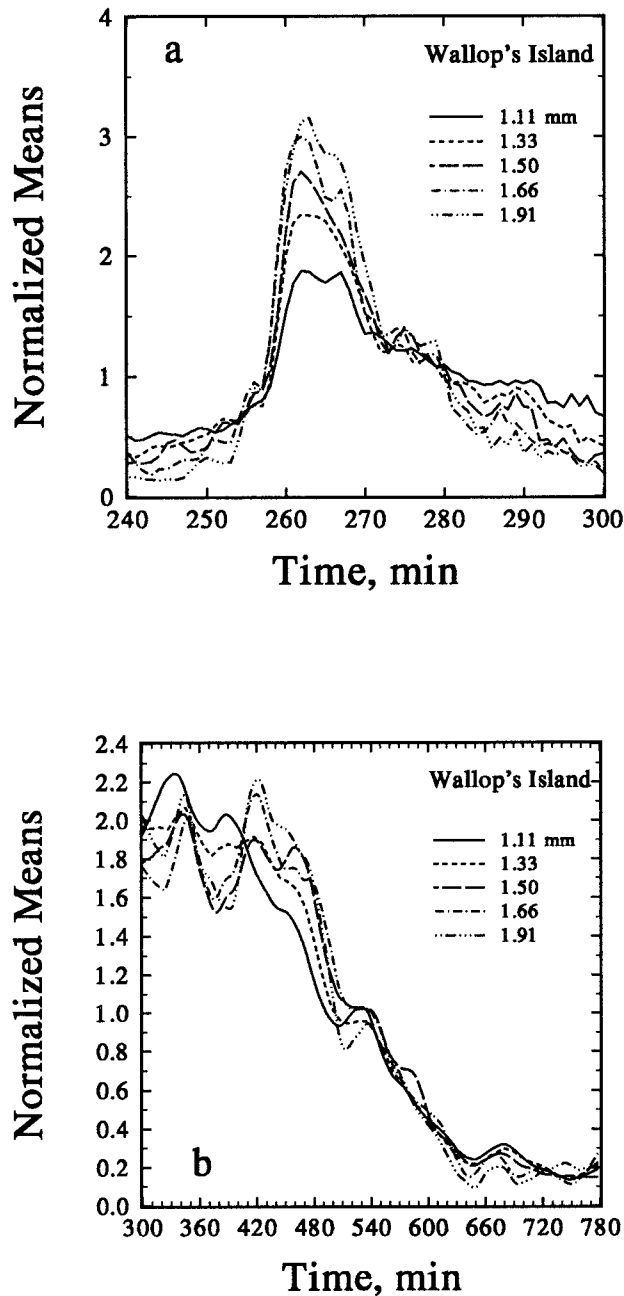 a
Wallop's Island
1.11 mm
1.33
1.50
1.66
1.91
Normalized Means
4
3
2
1
0
240 250 260 270 280 290 300
Time, min
Wallop's Island
1.11 mm
1.33
1.50
1.66
1.91
Normalized Means
2.4
2.2
2.0
1.8
1.6
1.4
1.2
1.0
0.8
0.6
0.4
0.2
0.0
b
300 360 420 480 540 600 660 720 780
Time, min